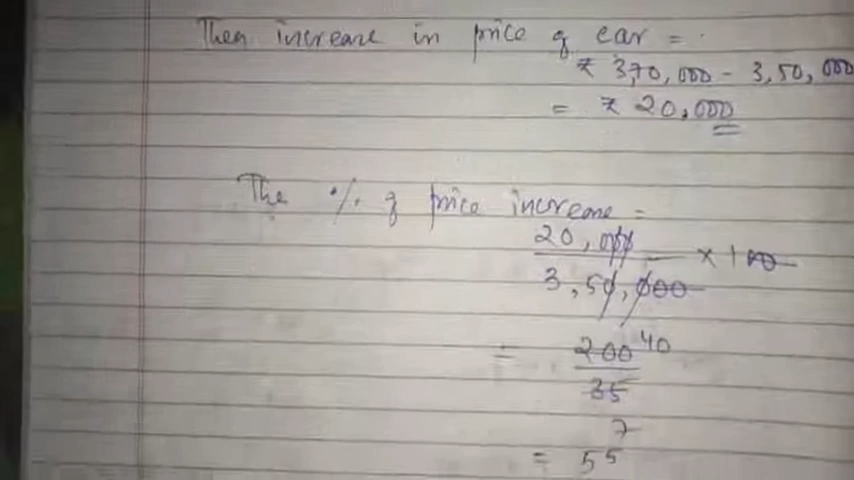 Then increase in price of car =
₹ 3,70,000 - 3,50,000
= ₹ 20,000
The % of price increase =
20,000 × 100
3,50,000
= 200 40
35
7
= 5 5